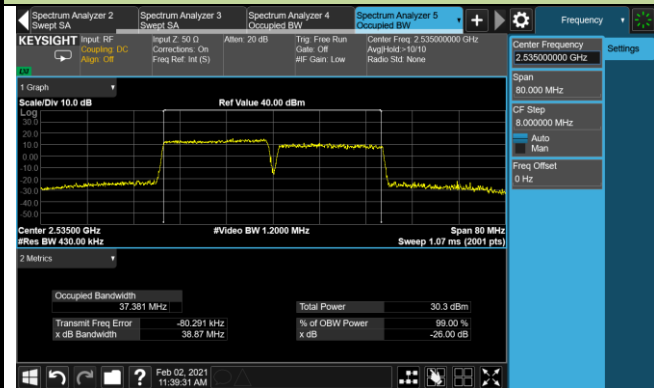 Spectrum Analyzer 2
Swept SA
Spectrum Analyzer 3
Swept SA
Spectrum Analyzer 4
Occupied BW
Spectrum Analyzer 5
Occupied BW
Frequency
KEYSIGHT
Input: RF
Coupling: DC
Align: Off
Input Z: 50 Ω
Corrections: On
Freq Ref: Int (S)
Atten: 20 dB
Trig: Free Run
Gate: Off
#IF Gain: Low
Center Freq: 2.535000000 GHz
Avg|Hold:>10/10
Radio Std: None
LXI
Center Frequency
2.535000000 GHz
Settings
Span
80.000 MHz
CF Step
8.000000 MHz
Auto
Man
Freq Offset
0 Hz
1 Graph
Scale/Div 10.0 dB
Ref Value 40.00 dBm
Log
30.0
20.0
10.0
0.00
-10.0
-20.0
-30.0
-40.0
-50.0
Center 2.53500 GHz
#Video BW 1.2000 MHz
Span 80 MHz
#Res BW 430.00 kHz
Sweep 1.07 ms (2001 pts)
2 Metrics
Occupied Bandwidth
37.381 MHz
Total Power
30.3 dBm
Transmit Freq Error
-80.291 kHz
% of OBW Power
99.00 %
x dB Bandwidth
38.87 MHz
x dB
-26.00 dB
?
Feb 02, 2021
11:39:31 AM